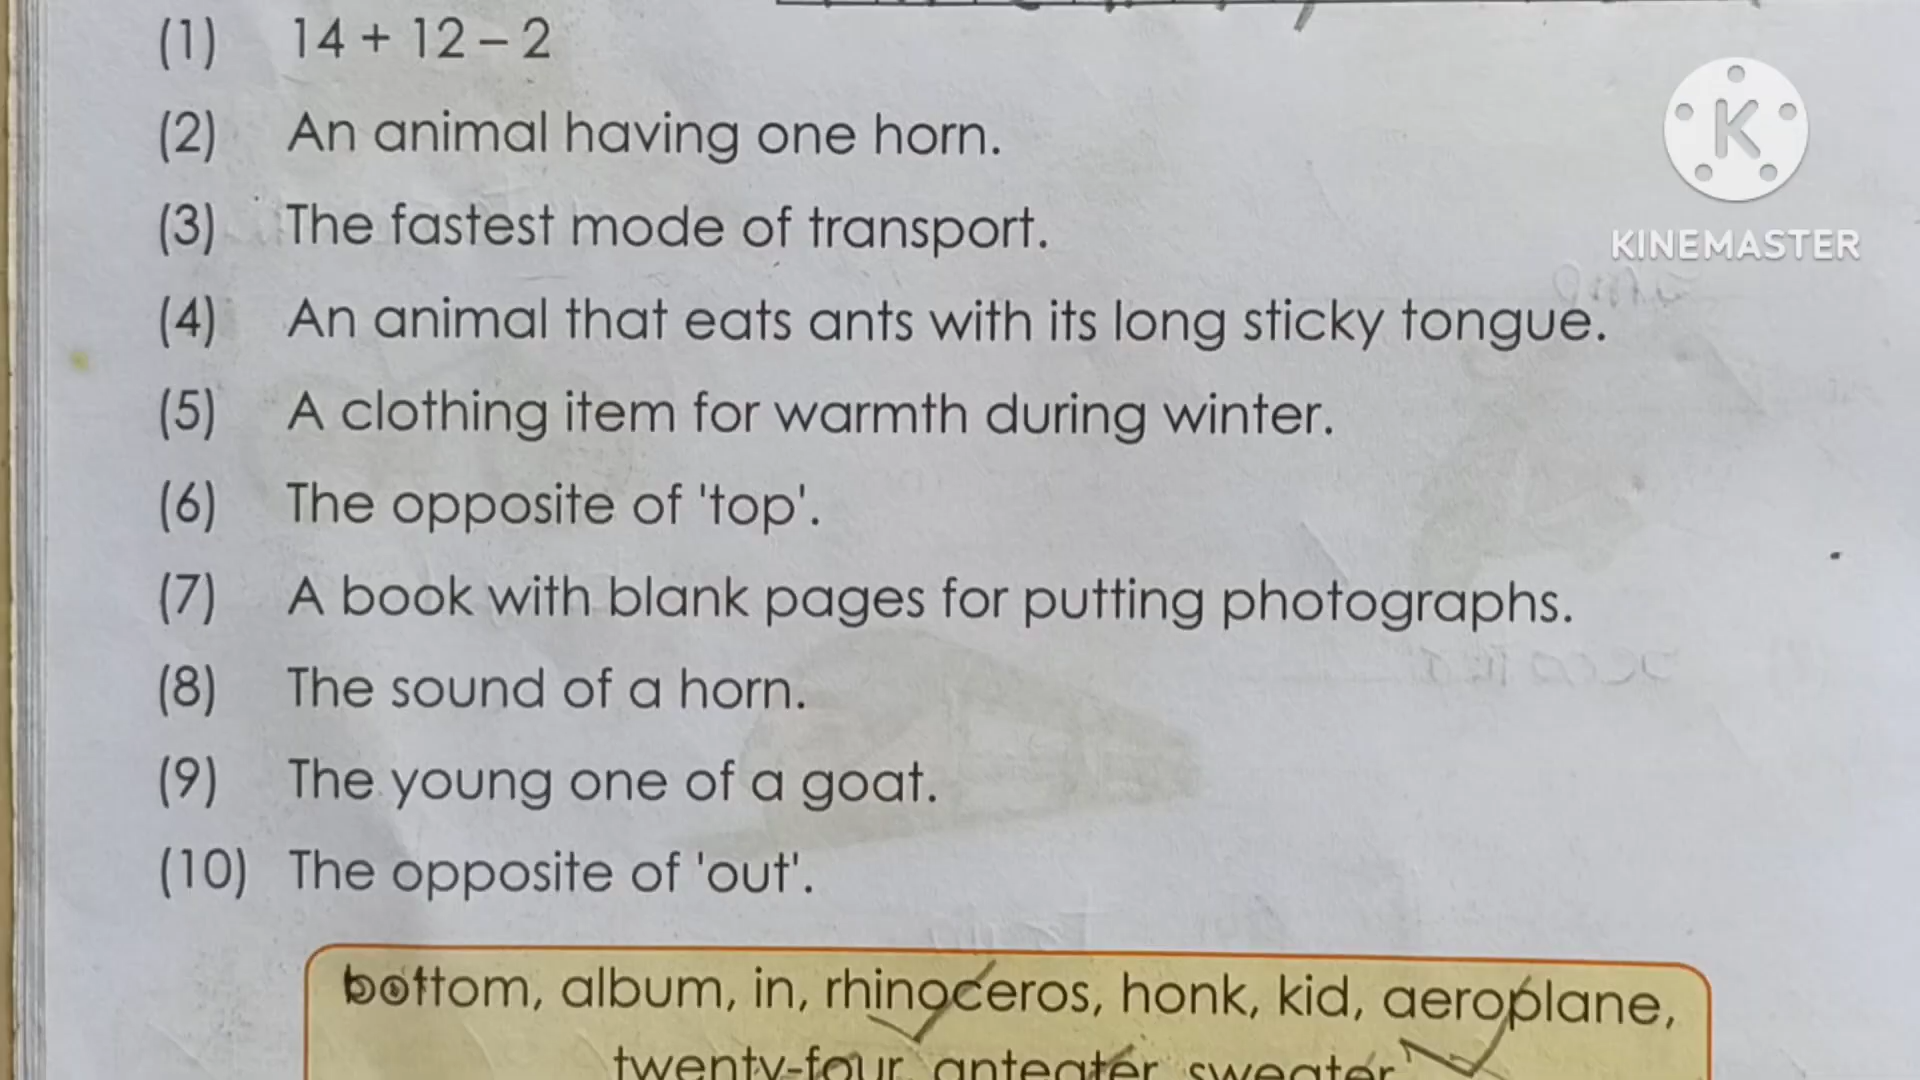 (1) 14 + 12 – 2
(2) An animal having one horn.
(3) The fastest mode of transport.
(4) An animal that eats ants with its long sticky tongue.
(5) A clothing item for warmth during winter.
(6) The opposite of 'top'.
(7) A book with blank pages for putting photographs.
(8) The sound of a horn.
(9) The young one of a goat.
(10) The opposite of 'out'.
bottom, album, in, rhinoceros, honk, kid, aeroplane,
twenty-four, anteater, sweater
K
KINEMASTER